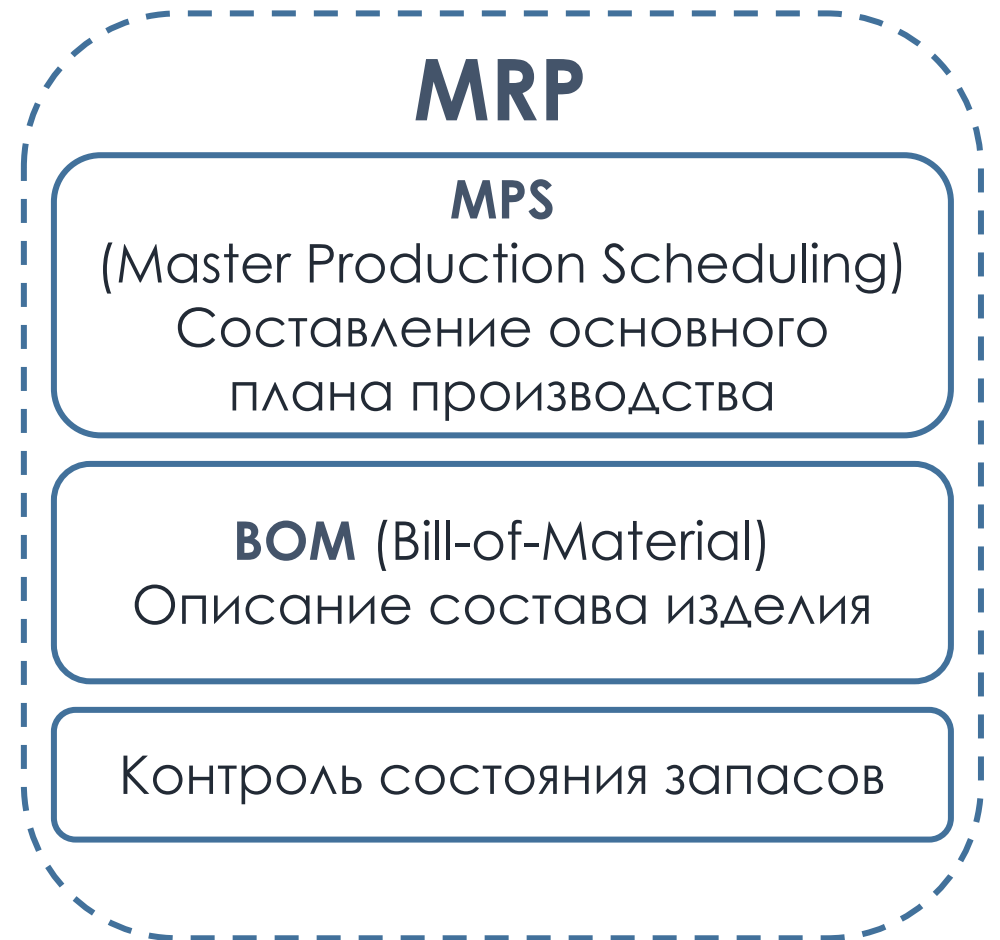 MRP
MPS
(Master Production Scheduling)
Составление основного
плана производства
BOM (Bill-of-Material)
Описание состава изделия
Контроль состояния запасов